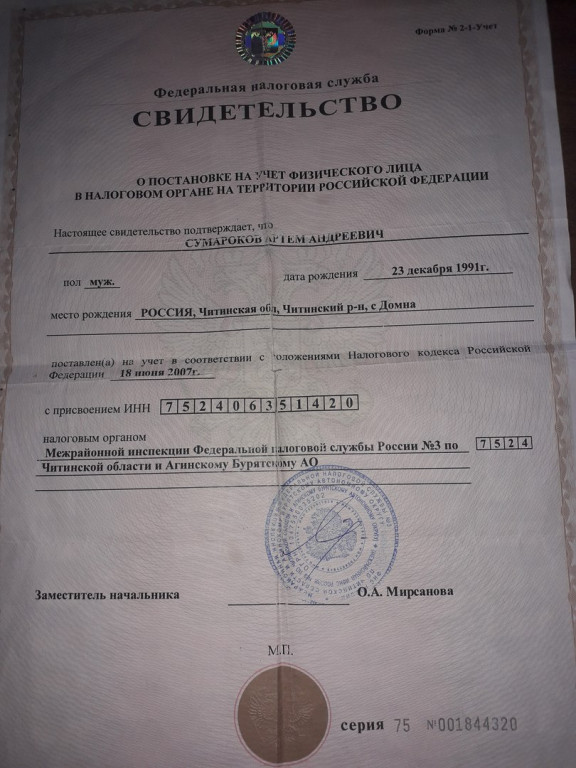 Форма № 2-1-Учет
Федеральная налоговая служба
СВИДЕТЕЛЬСТВО
О ПОСТАНОВКЕ НА УЧЕТ ФИЗИЧЕСКОГО ЛИЦА
В НАЛОГОВОМ ОРГАНЕ НА ТЕРРИТОРИИ РОССИЙСКОЙ ФЕДЕРАЦИИ
Настоящее свидетельство подтверждает, что
СУМАРОКОВ АРТЕМ АНДРЕЕВИЧ
пол муж. дата рождения 23 декабря 1991г.
место рождения РОССИЯ, Читинская обл, Читинский р-н, с Домна
поставлен(а) на учет в соответствии с положениями Налогового кодекса Российской
Федерации 18 июня 2007г.
с присвоением ИНН 752406351420
налоговым органом
Межрайонной инспекции Федеральной налоговой службы России №3 по 7524
Читинской области и Агинскому Бурятскому АО
Заместитель начальника О.А. Мирсанова
М.П.
серия 75 №001844320